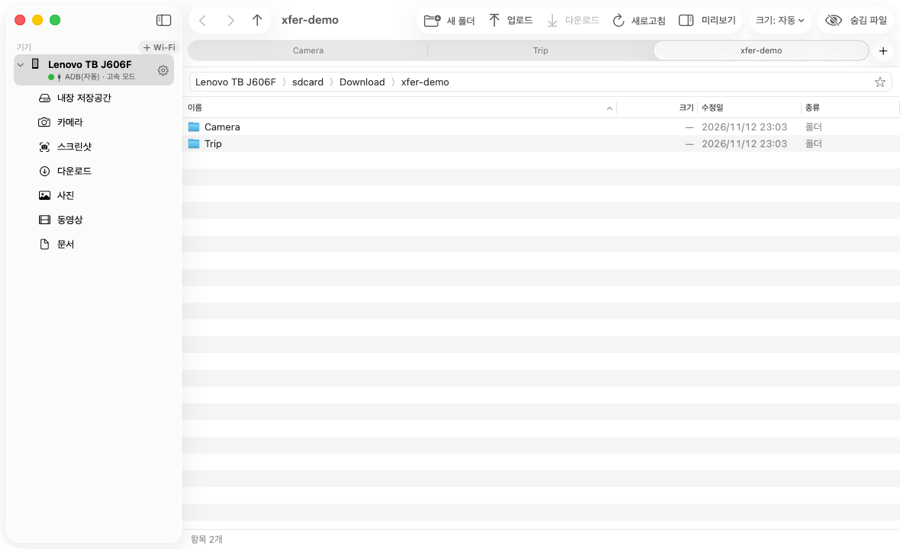 xfer-demo
새 폴더
업로드
다운로드
새로고침
미리보기
크기: 자동
숨김 파일
기기
+ Wi-Fi
Camera
Trip
xfer-demo
+
Lenovo TB J606F
ADB(자동) · 고속 모드
내장 저장공간
카메라
스크린샷
다운로드
사진
동영상
문서
Lenovo TB J606F 〉 sdcard 〉 Download 〉 xfer-demo
이름 크기 수정일 종류
Camera — 2026/11/12 23:03 폴더
Trip — 2026/11/12 23:03 폴더
항목 2개